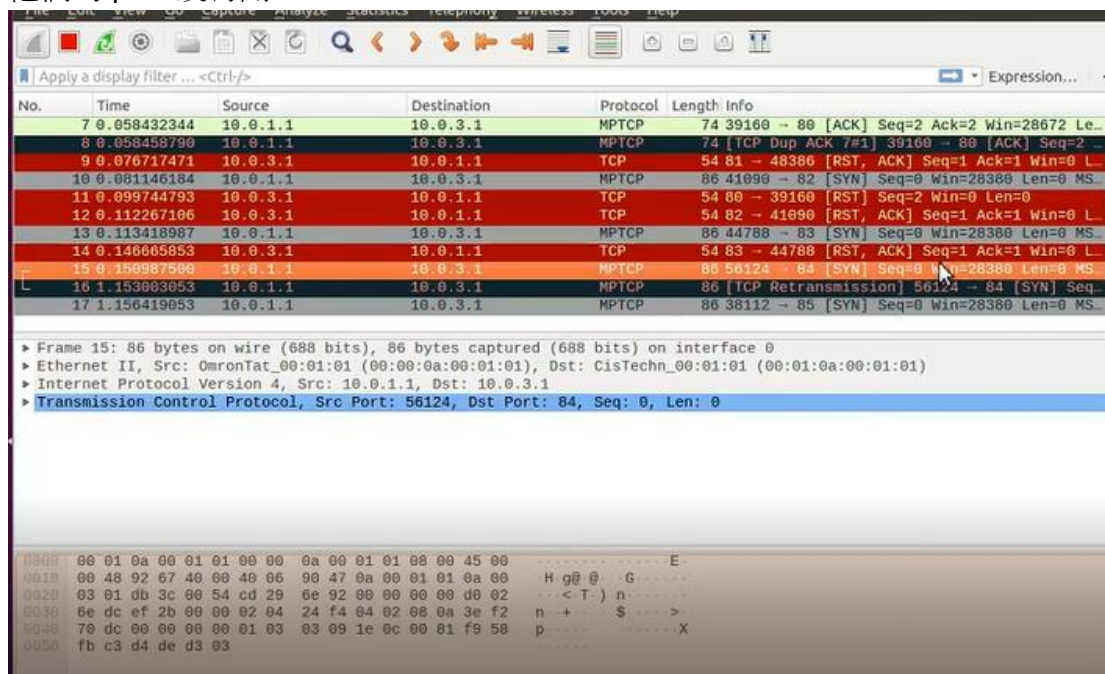 File Edit View Go Capture Analyze Statistics Telephony Wireless Tools Help
Apply a display filter ... <Ctrl-/> Expression...
No. Time Source Destination Protocol Length Info
7 0.058432344 10.0.1.1 10.0.3.1 MPTCP 74 39160 → 80 [ACK] Seq=2 Ack=2 Win=28672 Le…
8 0.058458790 10.0.1.1 10.0.3.1 MPTCP 74 [TCP Dup ACK 7#1] 39160 → 80 [ACK] Seq=2 …
9 0.076717471 10.0.3.1 10.0.1.1 TCP 54 81 → 48386 [RST, ACK] Seq=1 Ack=1 Win=0 L…
10 0.081146184 10.0.1.1 10.0.3.1 MPTCP 86 41090 → 82 [SYN] Seq=0 Win=28380 Len=0 MS…
11 0.099744793 10.0.3.1 10.0.1.1 TCP 54 80 → 39160 [RST] Seq=2 Win=0 Len=0
12 0.112267106 10.0.3.1 10.0.1.1 TCP 54 82 → 41090 [RST, ACK] Seq=1 Ack=1 Win=0 L…
13 0.113418987 10.0.1.1 10.0.3.1 MPTCP 86 44788 → 83 [SYN] Seq=0 Win=28380 Len=0 MS…
14 0.146665853 10.0.3.1 10.0.1.1 TCP 54 83 → 44788 [RST, ACK] Seq=1 Ack=1 Win=0 L…
15 0.150987500 10.0.1.1 10.0.3.1 MPTCP 86 56124 → 84 [SYN] Seq=0 Win=28380 Len=0 MS…
16 1.153003053 10.0.1.1 10.0.3.1 MPTCP 86 [TCP Retransmission] 56124 → 84 [SYN] Seq…
17 1.156419053 10.0.1.1 10.0.3.1 MPTCP 86 38112 → 85 [SYN] Seq=0 Win=28380 Len=0 MS…
Frame 15: 86 bytes on wire (688 bits), 86 bytes captured (688 bits) on interface 0
Ethernet II, Src: OmronTat_00:01:01 (00:00:0a:00:01:01), Dst: CisTechn_00:01:01 (00:01:0a:00:01:01)
Internet Protocol Version 4, Src: 10.0.1.1, Dst: 10.0.3.1
Transmission Control Protocol, Src Port: 56124, Dst Port: 84, Seq: 0, Len: 0
0000 00 01 0a 00 01 01 00 00 0a 00 01 01 08 00 45 00 ··············E·
0010 00 48 92 67 40 00 40 06 90 47 0a 00 01 01 0a 00 ·H·g@·@··G······
0020 03 01 db 3c 00 54 cd 29 6e 92 00 00 00 00 d0 02 ···<·T·)n·······
0030 6e dc ef 2b 00 00 02 04 24 f4 04 02 08 0a 3e f2 n··+····$·····>·
0040 70 dc 00 00 00 00 01 03 03 09 1e 0c 00 81 f9 58 p··············X
0050 fb c3 d4 de d3 03 ······